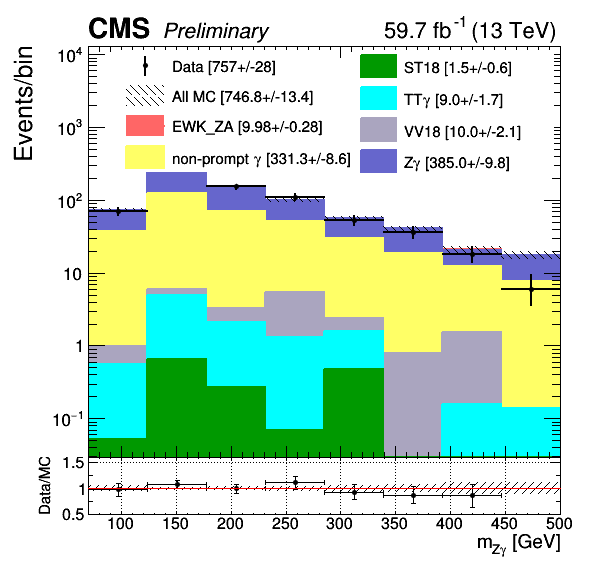 CMS Preliminary 59.7 fb⁻¹ (13 TeV)
Events/bin
10⁴
10³
10²
10
1
10⁻¹
Data [757+/-28]
All MC [746.8+/-13.4]
EWK_ZA [9.98+/-0.28]
non-prompt γ [331.3+/-8.6]
ST18 [1.5+/-0.6]
TTγ [9.0+/-1.7]
VV18 [10.0+/-2.1]
Zγ [385.0+/-9.8]
Data/MC
1.5
1
0.5
100 150 200 250 300 350 400 450 500
m_Zγ [GeV]